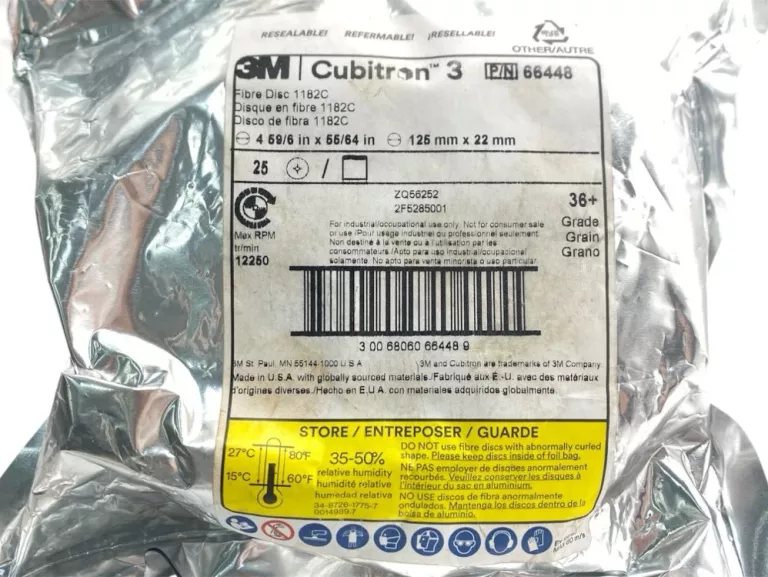 RESEALABLE! REFERMABLE! ¡RESELLABLE!
OTHER/AUTRE
3M Cubitron™ 3 P/N 66448
Fibre Disc 1182C
Disque en fibre 1182C
Disco de fibra 1182C
4 59/6 in x 55/64 in 125 mm x 22 mm
25 /
ZQ56252
2F5285001
36+
Grade
Grain
Grano
Max RPM
tr/min
12250
For industrial/occupational use only. Not for consumer sale
or use./Pour usage industriel ou professionnel seulement.
Non destiné à la vente ou à l'utilisation par les
consommateurs./Apto para uso industrial/ocupacional
solamente. No apto para venta minorista o uso particular.
3 00 68060 66448 9
3M St. Paul, MN 55144-1000 U.S.A. 3M and Cubitron are trademarks of 3M Company
Made in U.S.A. with globally sourced materials./Fabriqué aux É.-U. avec des matériaux
d'origines diverses./Hecho en E.U.A. con materiales adquiridos globalmente.
STORE / ENTREPOSER / GUARDE
27°C 80°F
15°C 60°F
35-50%
relative humidity
humidité relative
humedad relativa
34-8726-1775-7
DO NOT use fibre discs with abnormally curled
shape. Please keep discs inside of foil bag.
NE PAS employer de disques anormalement
recourbés. Veuillez conserver les disques à
l'intérieur du sac en aluminium.
NO USE discos de fibra anormalmente
ondulados. Mantenga los discos dentro de la
bolsa de aluminio.